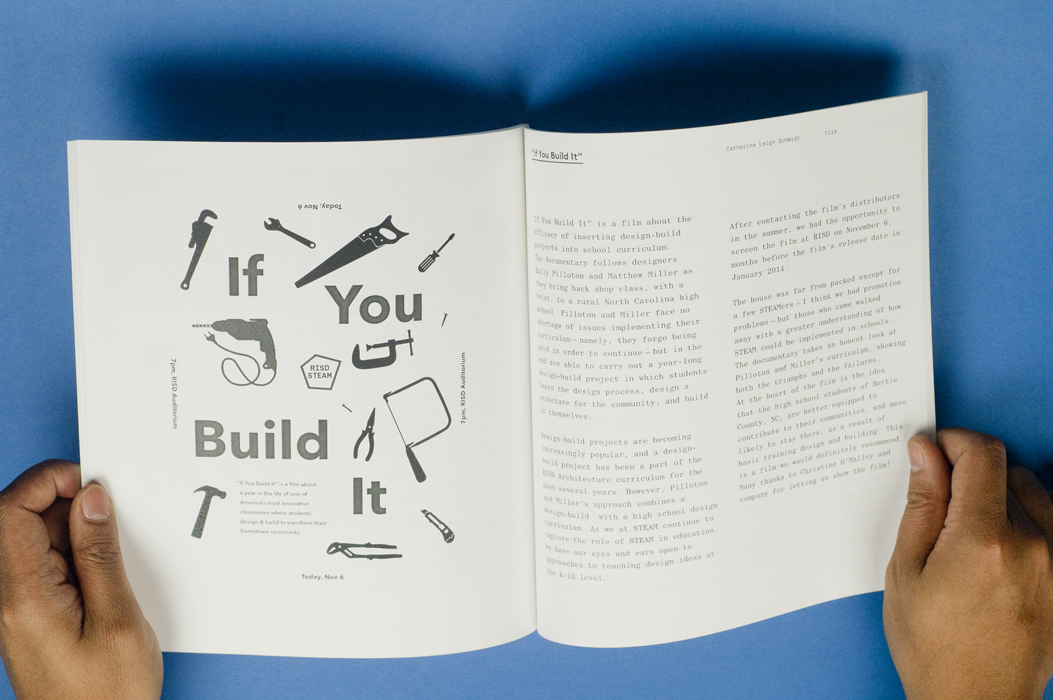 Today, Nov 6
If
You
7pm, RISD Auditorium
RISD
STEAM
7pm, RISD Auditorium
Build
It
"If You Build It" is a film about
a year in the life of one of
America's most innovative
classrooms where students
design & build to transform their
hometown community.
Today, Nov 6
"If You Build It"
Catherine Leigh Schmidt
Film
"If You Build It" is a film about the
efficacy of inserting design-build
projects into school curriculum.
The documentary follows designers
Emily Pilloton and Matthew Miller as
they bring back shop class, with a
twist, to a rural North Carolina high
school. Pilloton and Miller face no
shortage of issues implementing their
curriculum – namely, they forgo being
paid in order to continue – but in the
end are able to carry out a year-long
design-build project in which students
learn the design process, design a
structure for the community, and build
it themselves.
Design-build projects are becoming
increasingly popular, and a design-
build project has been a part of the
RISD Architecture curriculum for the
past several years. However, Pilloton
and Miller's approach combines a
design-build with a high school design
curriculum. As we at STEAM continue to
explore the role of STEAM in education,
we have our eyes and ears open to
approaches to teaching design ideas at
the k-12 level.
After contacting the film's distributors
in the summer, we had the opportunity to
screen the film at RISD on November 6,
months before the film's release date in
January 2014.
The house was far from packed except for
a few STEAMers – I think we had promotion
problems – but those who came walked
away with a greater understanding of how
STEAM could be implemented in schools.
The documentary takes an honest look at
Pilloton and Miller's curriculum, showing
both the triumphs and the failures.
At the heart of the film is the idea
that the high school students of Bertie
County, NC, are better equipped to
contribute to their communities, and more
likely to stay there, as a result of
basic training design and building. This
is a film we would definitely recommend
Many thanks to Christine O'Malley and
company for letting us show the film!